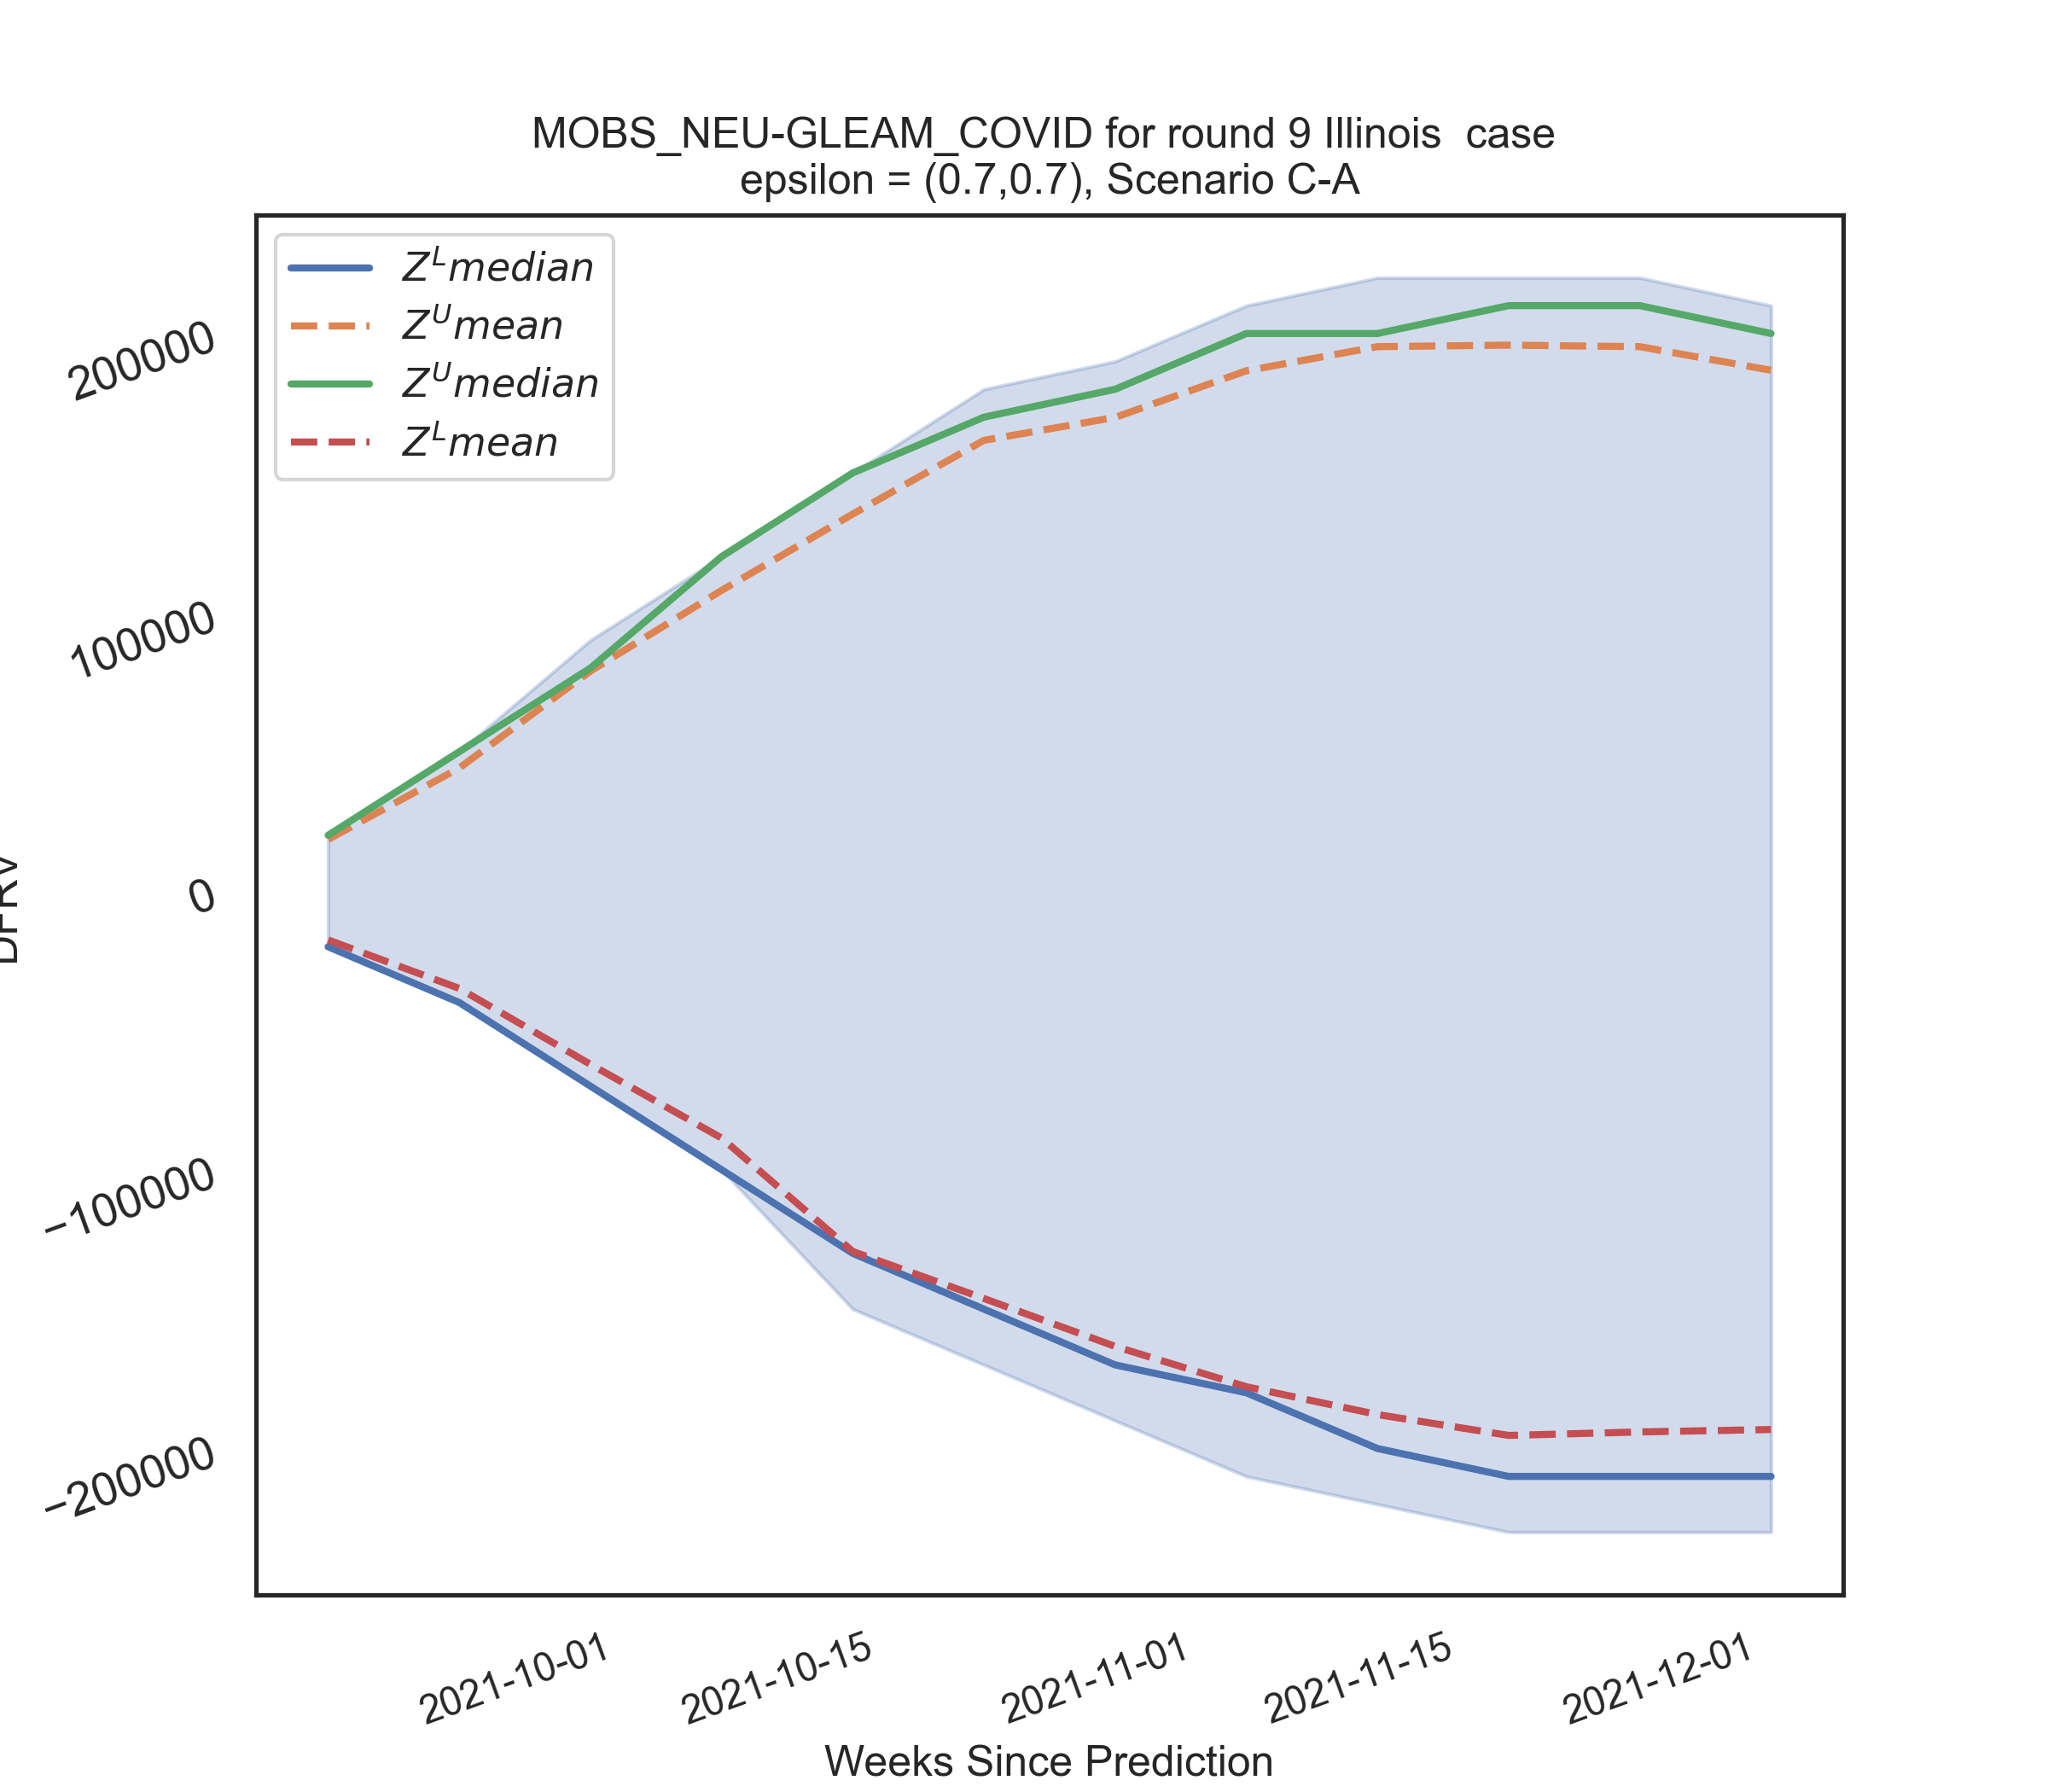 MOBS_NEU-GLEAM_COVID for round 9 Illinois  case
epsilon = (0.7,0.7), Scenario C-A
Z^L median
Z^U mean
Z^U median
Z^L mean
200000
100000
0
−100000
−200000
2021-10-01
2021-10-15
2021-11-01
2021-11-15
2021-12-01
Weeks Since Prediction